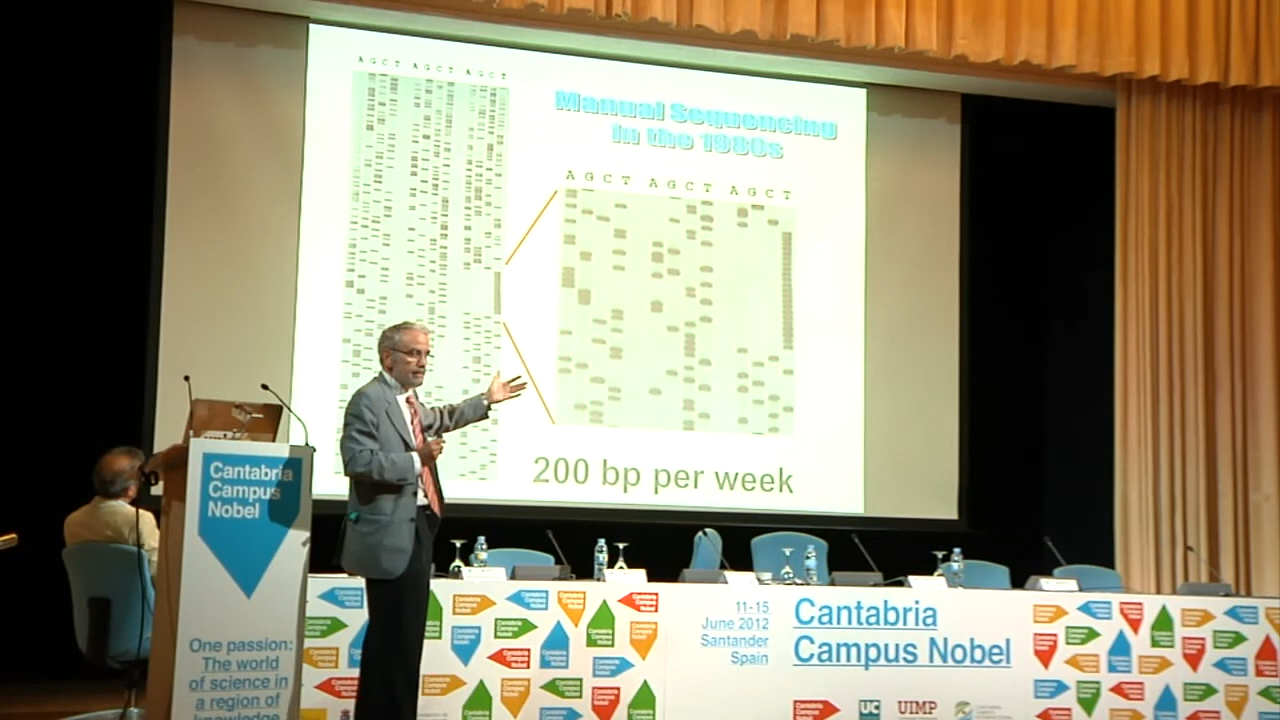 A G C T A G C T A G C T
Manual Sequencing
in the 1980s
A G C T A G C T A G C T
200 bp per week
Cantabria
Campus
Nobel
One passion:
The world
of science in
a region of
knowledge
11-15
June 2012
Santander
Spain
Cantabria
Campus Nobel
UC
UIMP